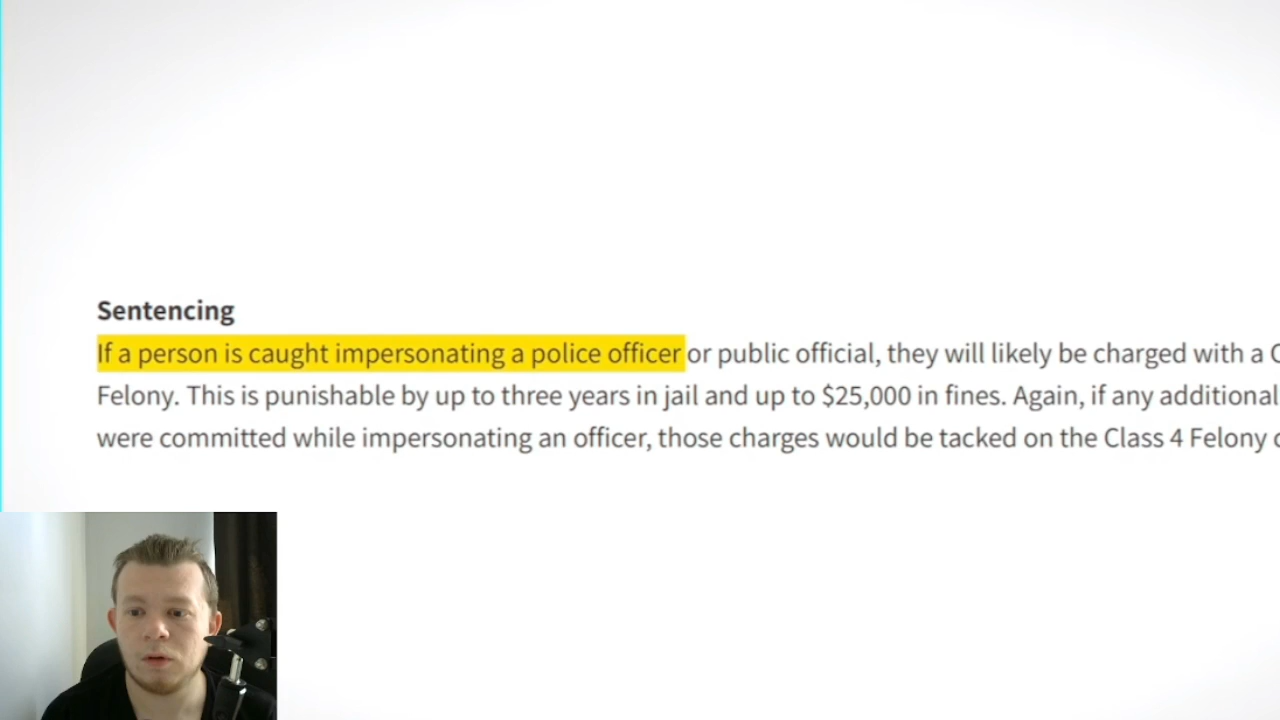 Sentencing
If a person is caught impersonating a police officer or public official, they will likely be charged with a
Felony. This is punishable by up to three years in jail and up to $25,000 in fines. Again, if any additional
were committed while impersonating an officer, those charges would be tacked on the Class 4 Felony